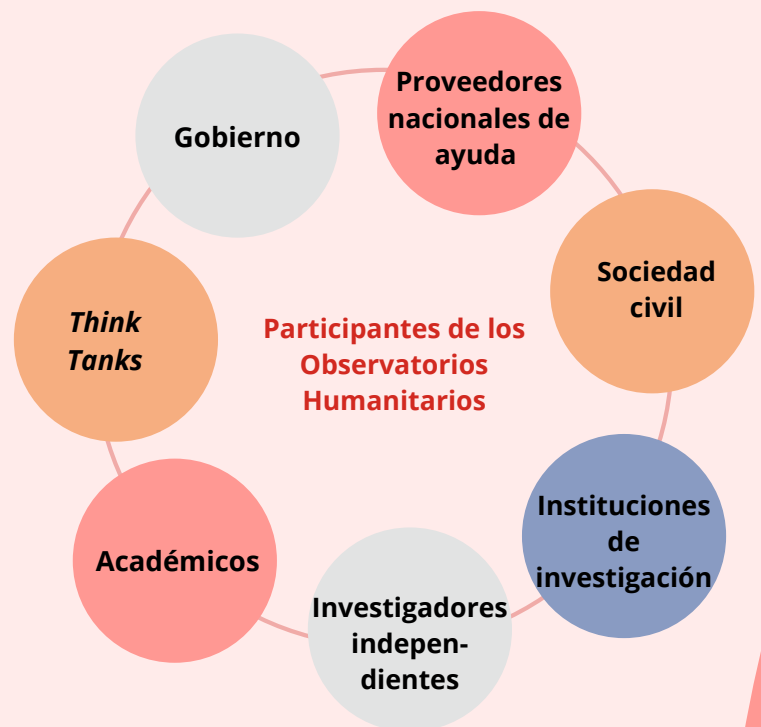 Proveedores
nacionales de
ayuda
Gobierno
Sociedad
civil
Think
Tanks
Participantes de los
Observatorios
Humanitarios
Instituciones
de
investigación
Académicos
Investigadores
indepen-
dientes